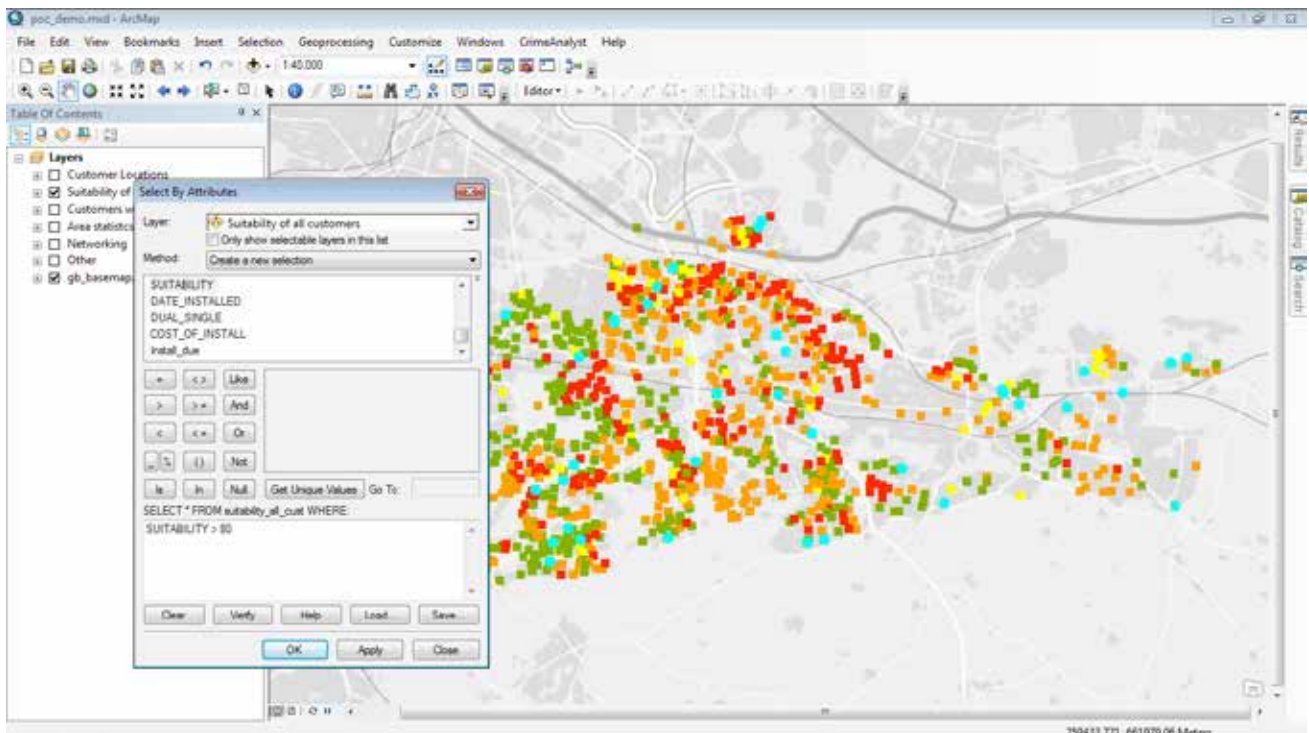 poc_demo.mxd - ArcMap
File Edit View Bookmarks Insert Selection Geoprocessing Customize Windows CrimeAnalyst Help
1:40,000
Editor
Table Of Contents
Layers
Customer Locations
Suitability of
Customers w
Area statistics
Networking
Other
gb_basemap
Select By Attributes
Layer: Suitability of all customers
Only show selectable layers in this list
Method: Create a new selection
SUITABILITY
DATE_INSTALLED
DUAL_SINGLE
COST_OF_INSTALL
Install_due
= < > Like
> > = And
< < = Or
_ % ( ) Not
Is In Null Get Unique Values Go To:
SELECT * FROM suitability_all_cust WHERE:
SUITABILITY > 80
Clear Verify Help Load... Save...
OK Apply Close
Results
Catalog
Search